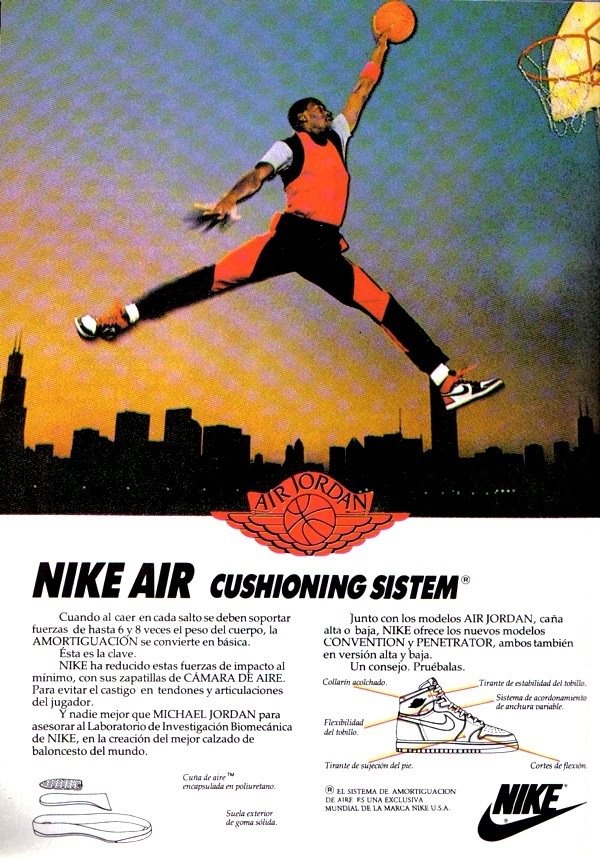 AIR JORDAN
NIKE AIR CUSHIONING SISTEM®
Cuando al caer en cada salto se deben soportar
fuerzas de hasta 6 y 8 veces el peso del cuerpo, la
AMORTIGUACIÓN se convierte en básica.
Ésta es la clave.
NIKE ha reducido estas fuerzas de impacto al
mínimo, con sus zapatillas de CÁMARA DE AIRE.
Para evitar el castigo en tendones y articulaciones
del jugador.
Y nadie mejor que MICHAEL JORDAN para
asesorar al Laboratorio de Investigación Biomecánica
de NIKE, en la creación del mejor calzado de
baloncesto del mundo.
Cuña de aire™
encapsulada en poliuretano.
Suela exterior
de goma sólida.
Junto con los modelos AIR JORDAN, caña
alta o baja, NIKE ofrece los nuevos modelos
CONVENTION y PENETRATOR, ambos también
en versión alta y baja.
Un consejo. Pruébalas.
Collarín acolchado.
Tirante de estabilidad del tobillo.
Sistema de acordonamiento
de anchura variable.
Flexibilidad
del tobillo.
Tirante de sujeción del pie.
Cortes de flexión.
® EL SISTEMA DE AMORTIGUACION
DE AIRE ES UNA EXCLUSIVA
MUNDIAL DE LA MARCA NIKE U.S.A.
NIKE